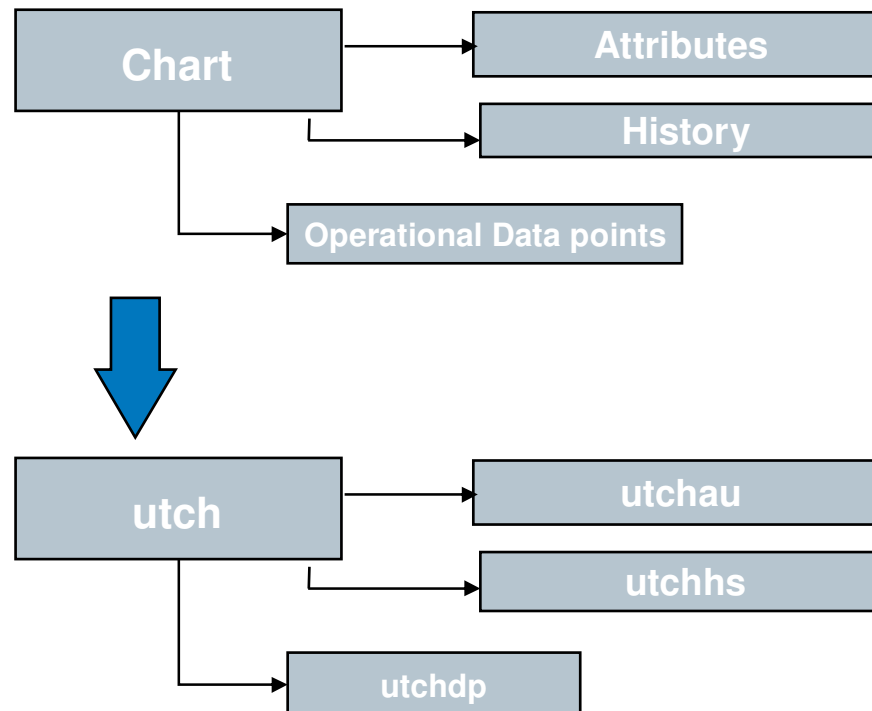 Chart
Attributes
History
Operational Data points
utch
utchau
utchhs
utchdp